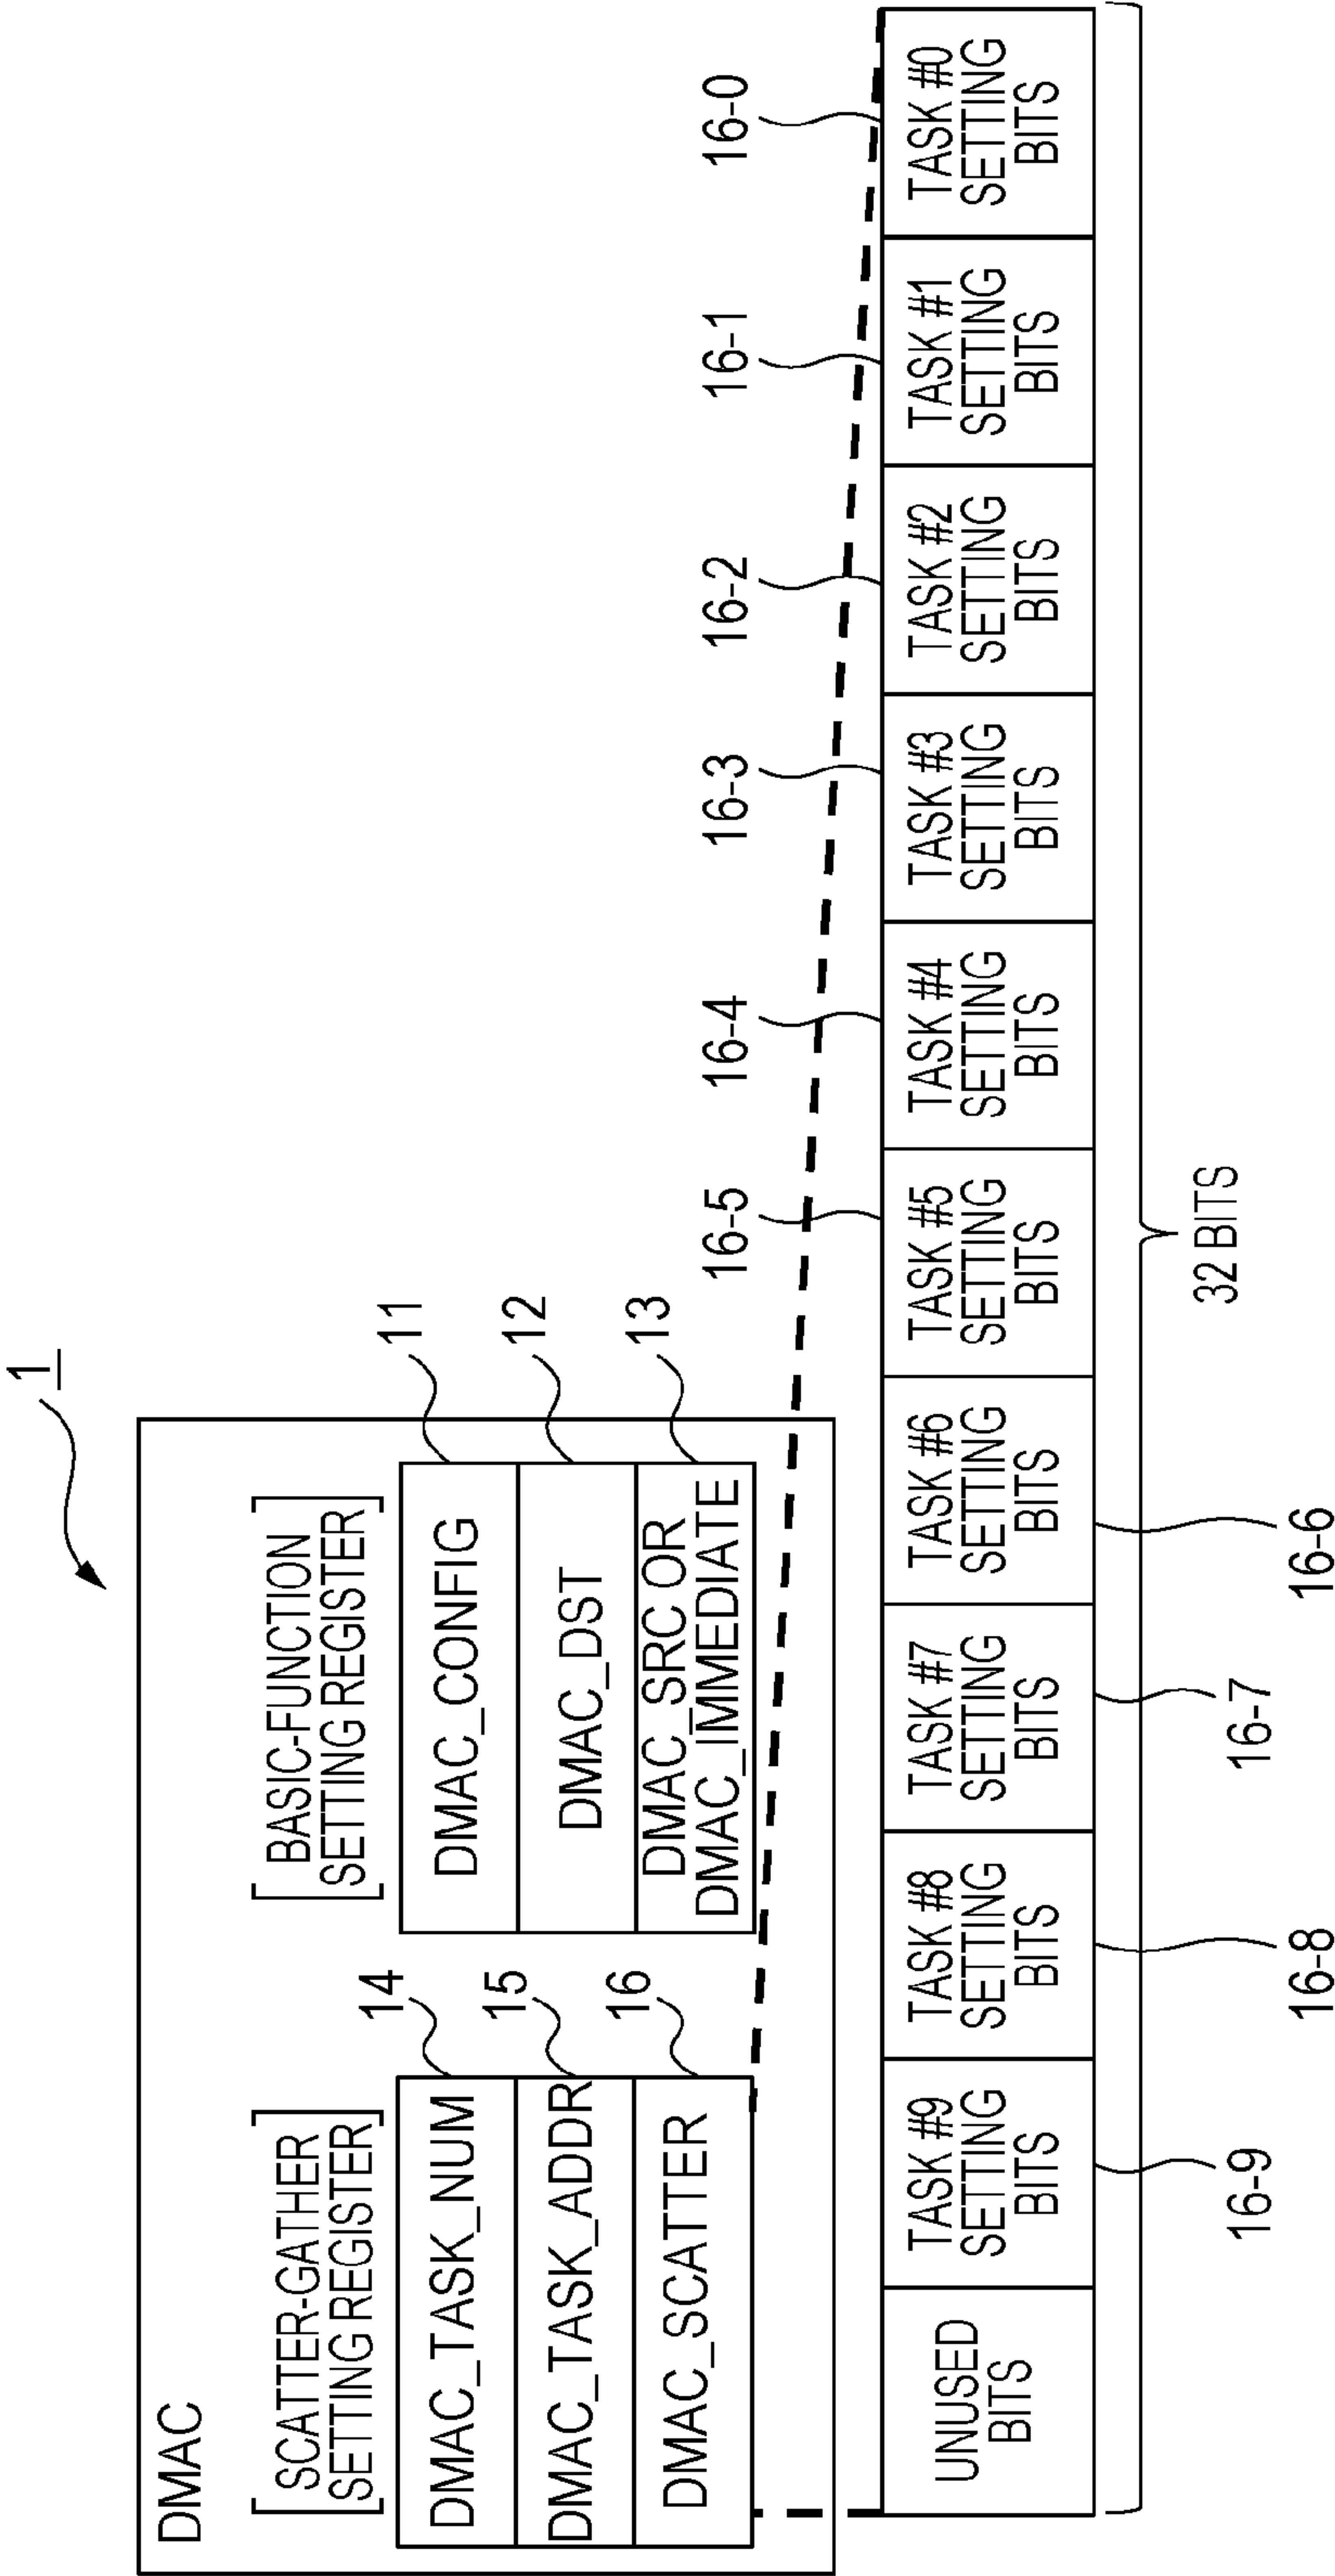 1
DMAC
[SCATTER-GATHER
SETTING REGISTER]
DMAC_TASK_NUM
14
DMAC_TASK_ADDR
15
DMAC_SCATTER
16
[BASIC-FUNCTION
SETTING REGISTER]
DMAC_CONFIG
11
DMAC_DST
12
DMAC_SRC OR
DMAC_IMMEDIATE
13
16-5
16-4
16-3
16-2
16-1
16-0
UNUSED
BITS
TASK #9
SETTING
BITS
TASK #8
SETTING
BITS
TASK #7
SETTING
BITS
TASK #6
SETTING
BITS
TASK #5
SETTING
BITS
TASK #4
SETTING
BITS
TASK #3
SETTING
BITS
TASK #2
SETTING
BITS
TASK #1
SETTING
BITS
TASK #0
SETTING
BITS
16-9
16-8
16-7
16-6
32 BITS